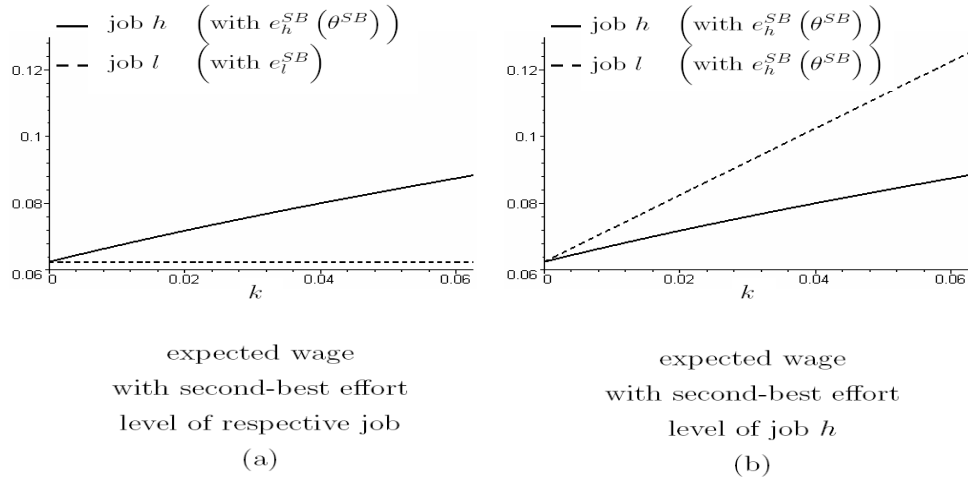 job h (with e_h^{SB} (θ^{SB}))
job l (with e_l^{SB})
0.12
0.1
0.08
0.06
0 0.02 0.04 0.06
k
expected wage
with second-best effort
level of respective job
(a)
job h (with e_h^{SB} (θ^{SB}))
job l (with e_h^{SB} (θ^{SB}))
0.12
0.1
0.08
0.06
0 0.02 0.04 0.06
k
expected wage
with second-best effort
level of job h
(b)